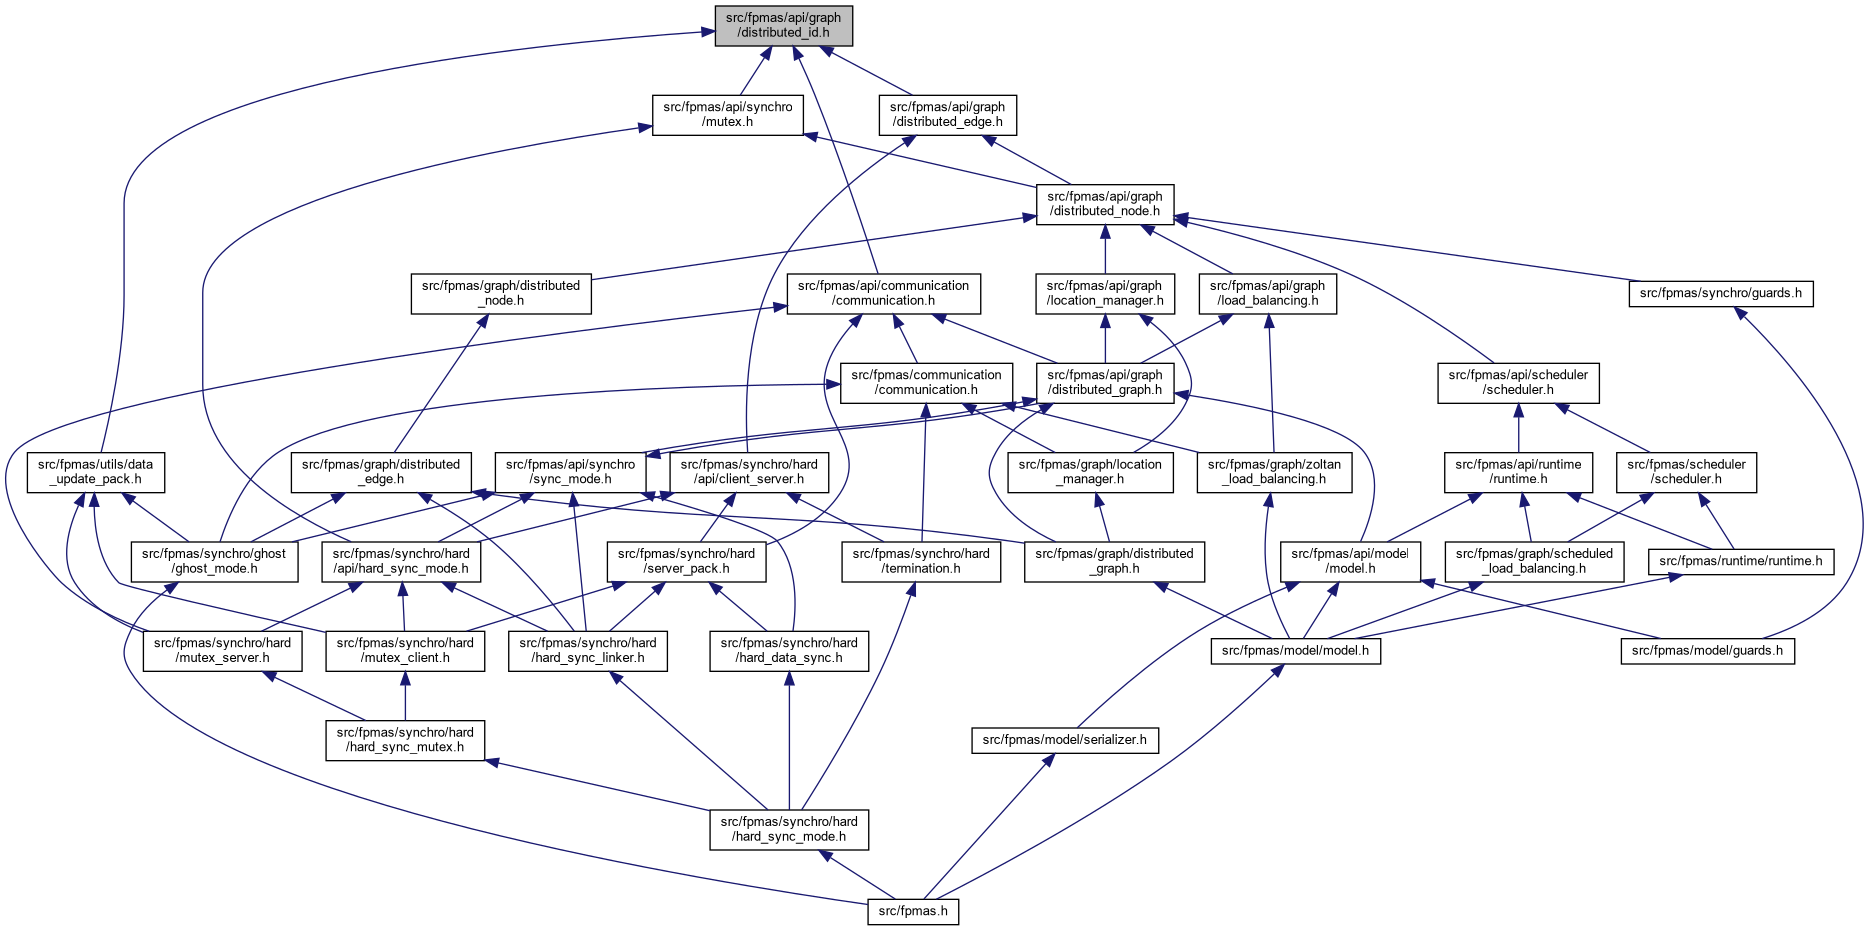 src/fpmas/api/graph
/distributed_id.h
src/fpmas/api/synchro
/mutex.h
src/fpmas/api/graph
/distributed_edge.h
src/fpmas/api/graph
/distributed_node.h
src/fpmas/graph/distributed
_node.h
src/fpmas/api/communication
/communication.h
src/fpmas/api/graph
/location_manager.h
src/fpmas/api/graph
/load_balancing.h
src/fpmas/synchro/guards.h
src/fpmas/communication
/communication.h
src/fpmas/api/graph
/distributed_graph.h
src/fpmas/api/scheduler
/scheduler.h
src/fpmas/utils/data
_update_pack.h
src/fpmas/graph/distributed
_edge.h
src/fpmas/api/synchro
/sync_mode.h
src/fpmas/synchro/hard
/api/client_server.h
src/fpmas/graph/location
_manager.h
src/fpmas/graph/zoltan
_load_balancing.h
src/fpmas/api/runtime
/runtime.h
src/fpmas/scheduler
/scheduler.h
src/fpmas/synchro/ghost
/ghost_mode.h
src/fpmas/synchro/hard
/api/hard_sync_mode.h
src/fpmas/synchro/hard
/server_pack.h
src/fpmas/synchro/hard
/termination.h
src/fpmas/graph/distributed
_graph.h
src/fpmas/api/model
/model.h
src/fpmas/graph/scheduled
_load_balancing.h
src/fpmas/runtime/runtime.h
src/fpmas/synchro/hard
/mutex_server.h
src/fpmas/synchro/hard
/mutex_client.h
src/fpmas/synchro/hard
/hard_sync_linker.h
src/fpmas/synchro/hard
/hard_data_sync.h
src/fpmas/model/model.h
src/fpmas/model/guards.h
src/fpmas/synchro/hard
/hard_sync_mutex.h
src/fpmas/model/serializer.h
src/fpmas/synchro/hard
/hard_sync_mode.h
src/fpmas.h